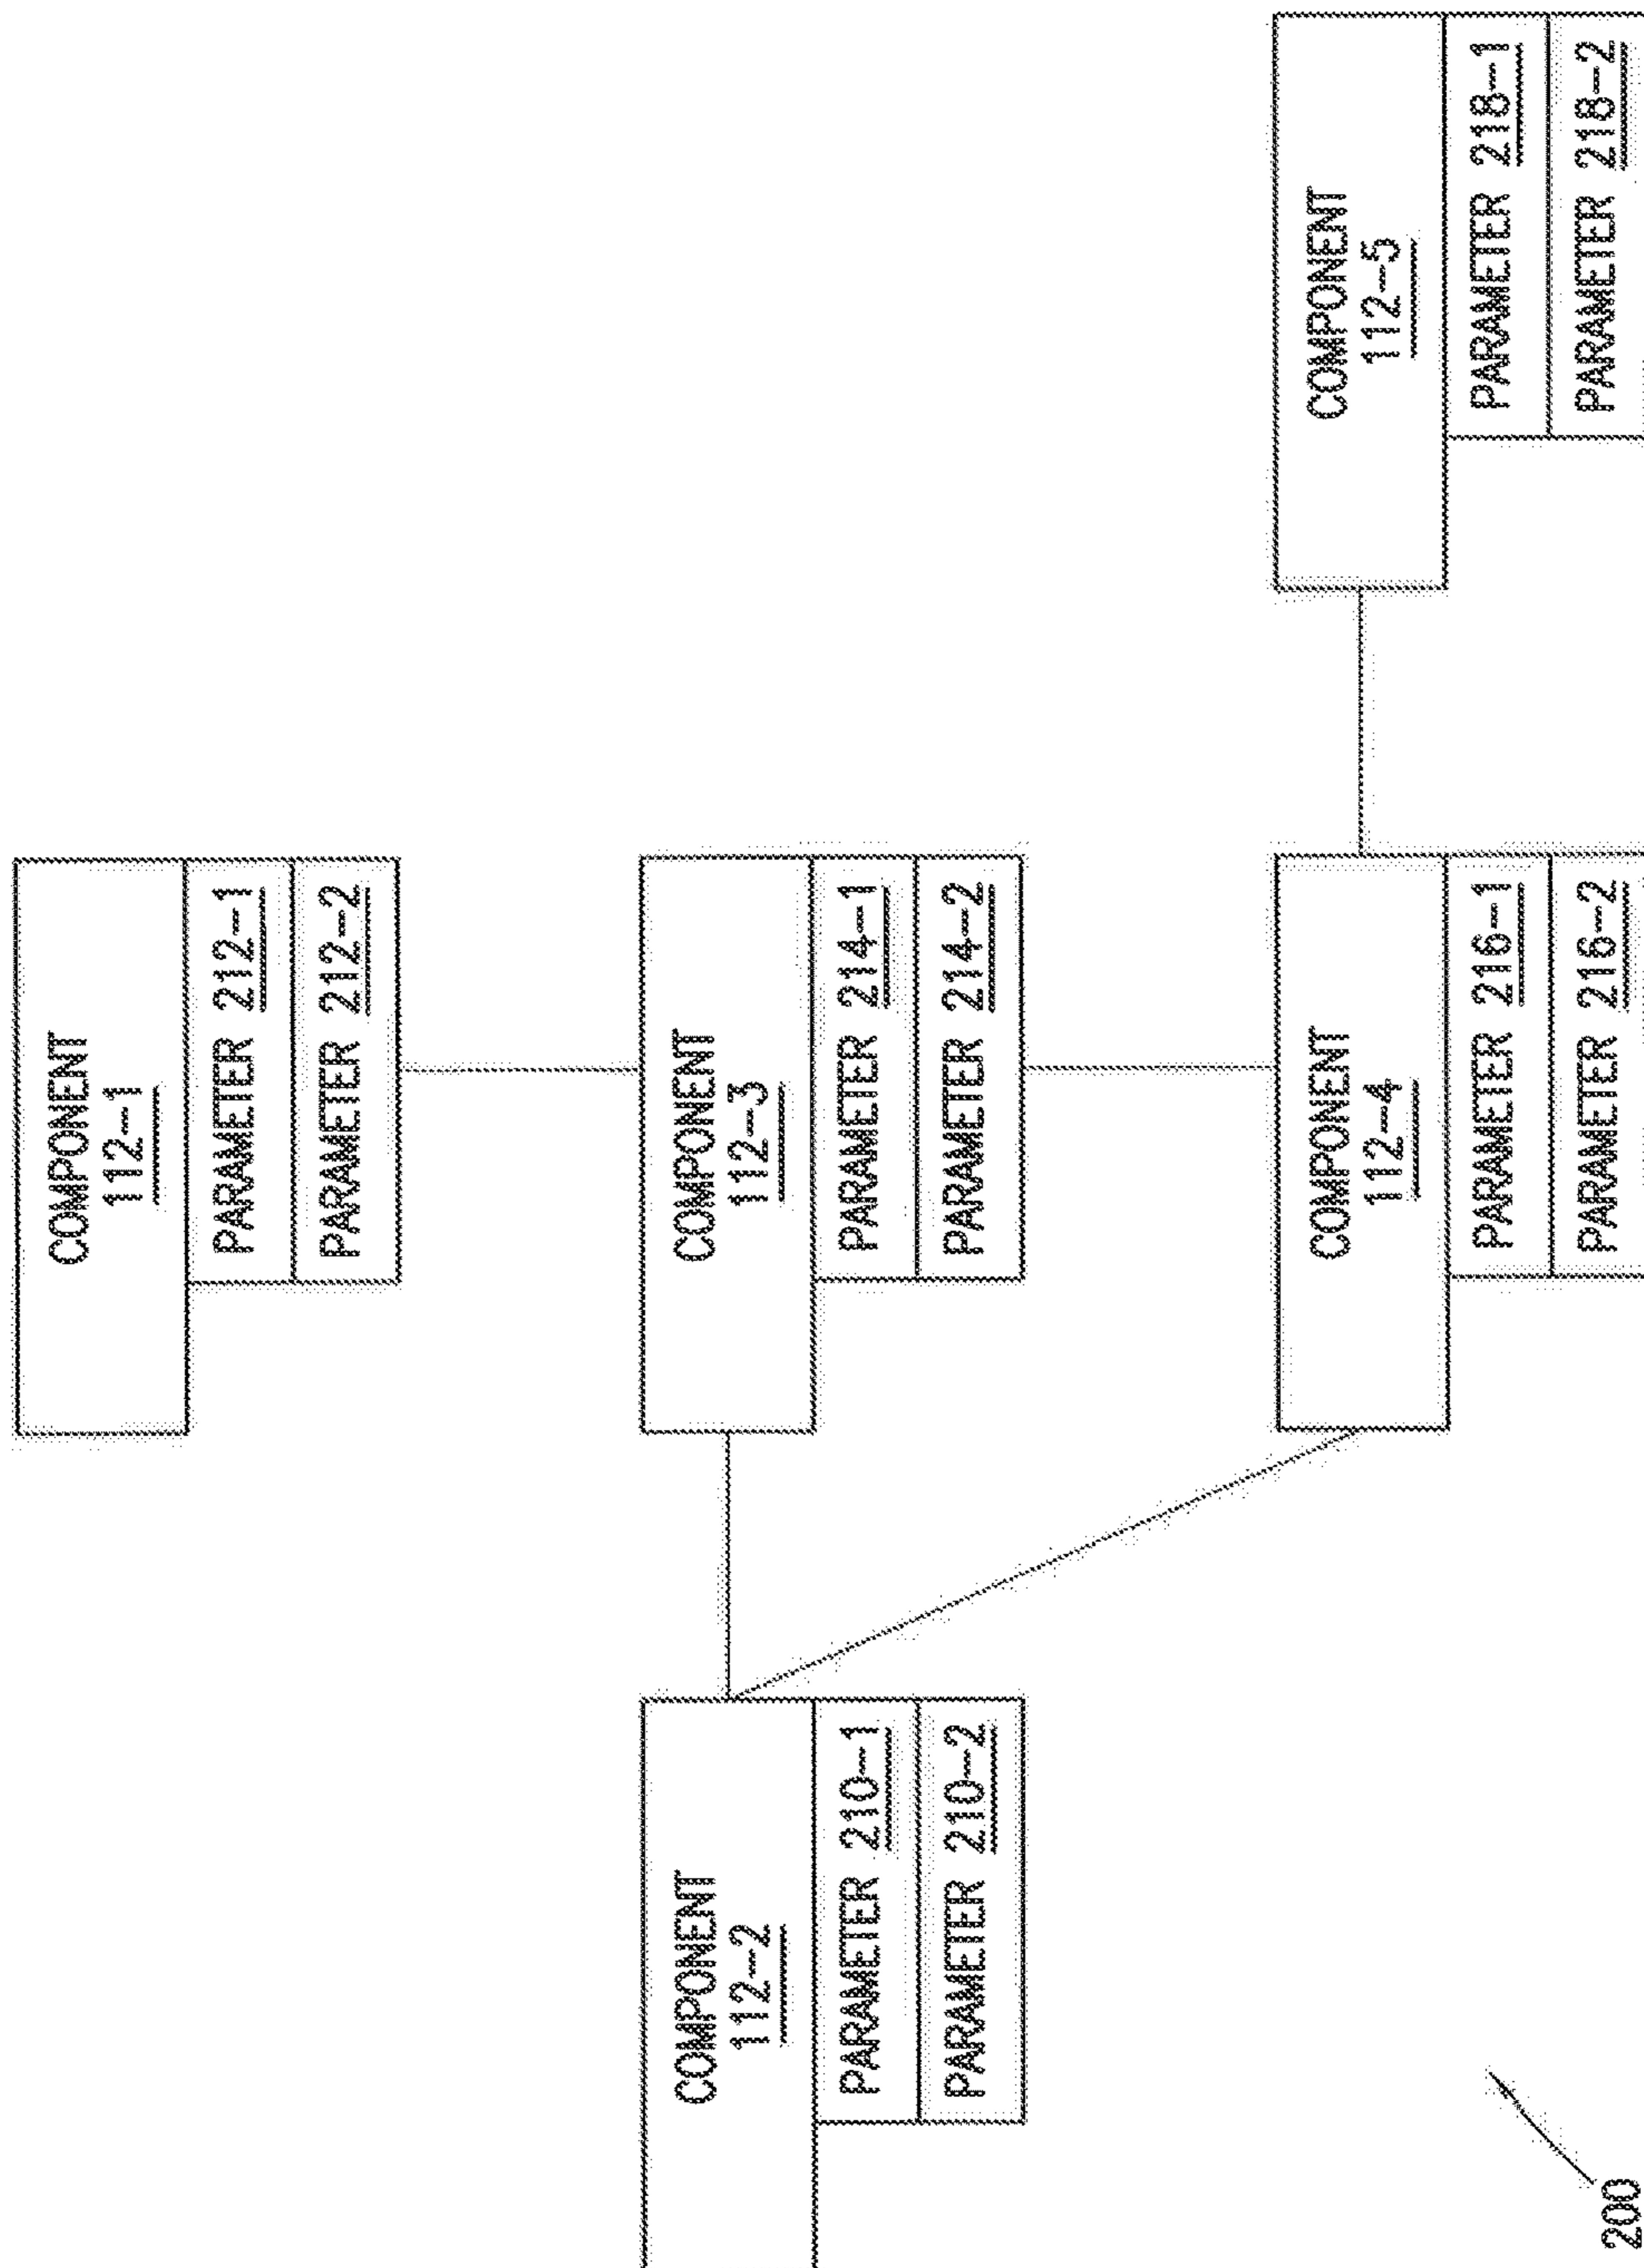 COMPONENT
112-1
PARAMETER 212-1
PARAMETER 212-2
COMPONENT
112-2
PARAMETER 210-1
PARAMETER 210-2
COMPONENT
112-3
PARAMETER 214-1
PARAMETER 214-2
COMPONENT
112-4
PARAMETER 216-1
PARAMETER 216-2
COMPONENT
112-5
PARAMETER 218-1
PARAMETER 218-2
200